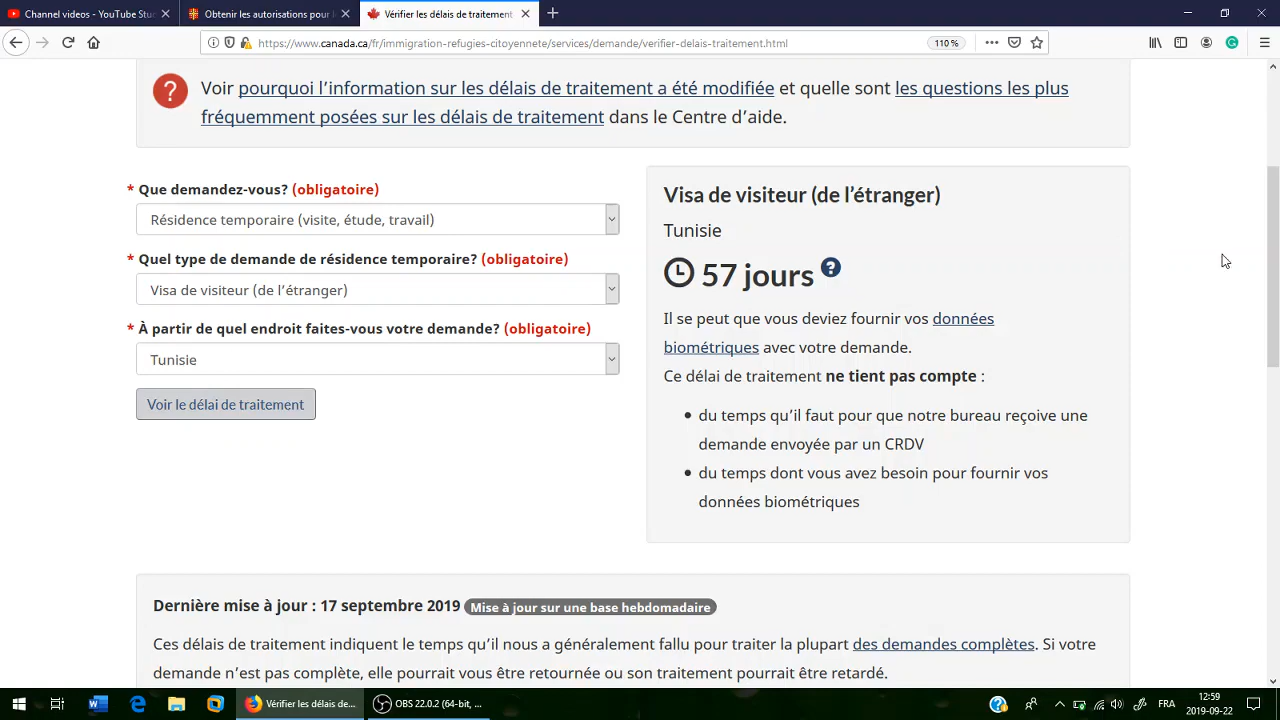 Channel videos - YouTube Stu
Obtenir les autorisations pour l
Vérifier les délais de traitement
https://www.canada.ca/fr/immigration-refugies-citoyennete/services/demande/verifier-delais-traitement.html
110 %
Voir pourquoi l'information sur les délais de traitement a été modifiée et quelle sont les questions les plus
fréquemment posées sur les délais de traitement dans le Centre d'aide.
* Que demandez-vous? (obligatoire)
Résidence temporaire (visite, étude, travail)
* Quel type de demande de résidence temporaire? (obligatoire)
Visa de visiteur (de l'étranger)
* À partir de quel endroit faites-vous votre demande? (obligatoire)
Tunisie
Voir le délai de traitement
Visa de visiteur (de l'étranger)
Tunisie
57 jours ?
Il se peut que vous deviez fournir vos données
biométriques avec votre demande.
Ce délai de traitement ne tient pas compte :
• du temps qu'il faut pour que notre bureau reçoive une
demande envoyée par un CRDV
• du temps dont vous avez besoin pour fournir vos
données biométriques
Dernière mise à jour : 17 septembre 2019 Mise à jour sur une base hebdomadaire
Ces délais de traitement indiquent le temps qu'il nous a généralement fallu pour traiter la plupart des demandes complètes. Si votre
demande n'est pas complète, elle pourrait vous être retournée ou son traitement pourrait être retardé.
Vérifier les délais de...
OBS 22.0.2 (64-bit, ...
FRA
12:59
2019-09-22